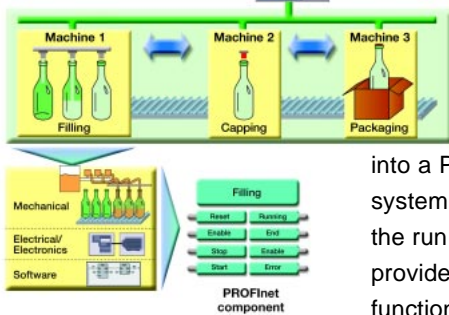 Machine 1
Machine 2
Machine 3
Filling
Capping
Packaging
Mechanical
Electrical/
Electronics
Software
Filling
Reset Running
Enable End
Stop Enable
Start Error
PROFInet
component
into a P
system
the run
provide
function